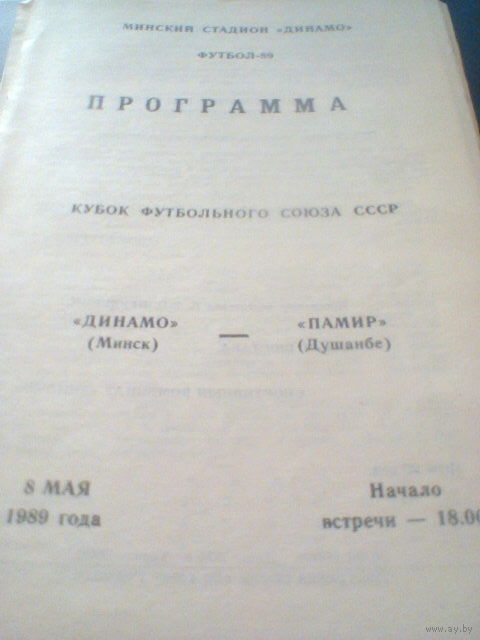 МИНСКИЙ СТАДИОН «ДИНАМО»
ФУТБОЛ-89
ПРОГРАММА
КУБОК ФУТБОЛЬНОГО СОЮЗА СССР
«ДИНАМО» — «ПАМИР»
(Минск) (Душанбе)
8 МАЯ Начало
1989 года встречи — 18.00
www.ay.by